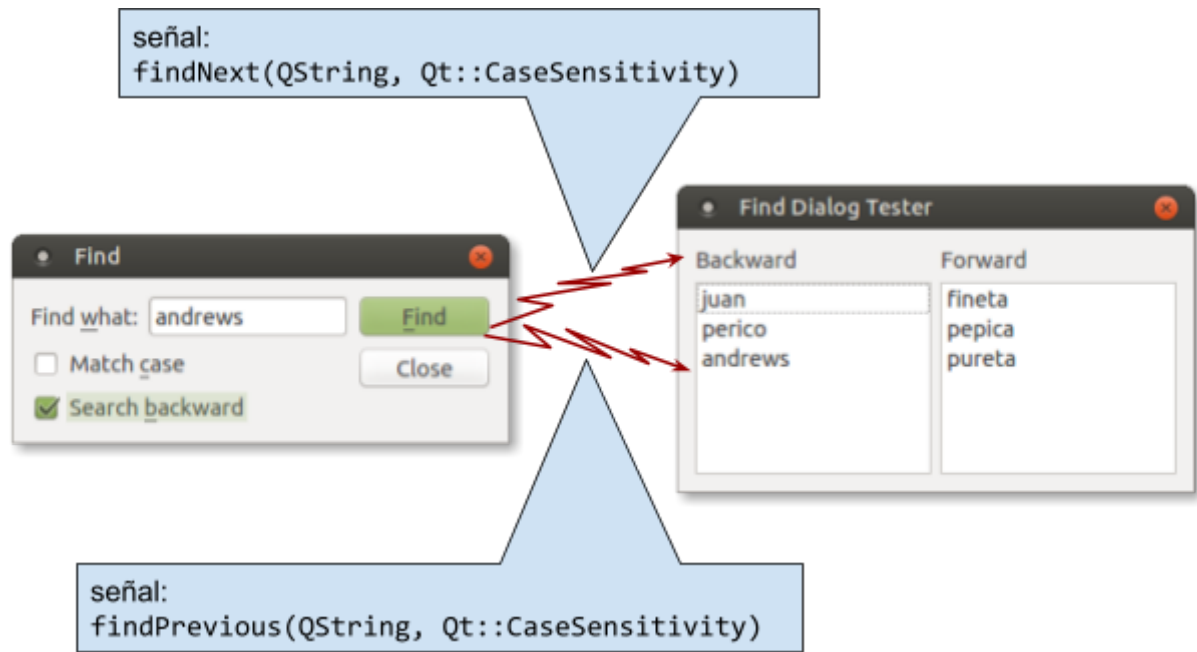 señal:
findNext(QString, Qt::CaseSensitivity)
Find Dialog Tester
Find
Backward
Forward
Find what: andrews
Find
juan
fineta
perico
pepica
Match case
Close
andrews
pureta
Search backward
señal:
findPrevious(QString, Qt::CaseSensitivity)